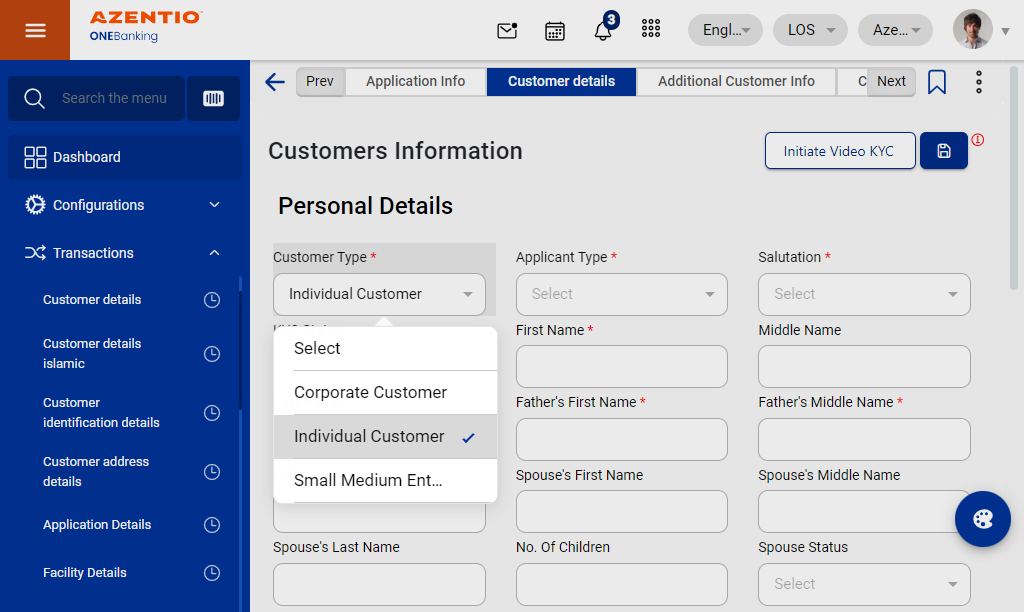 AZENTIO
ONEBanking
3
Engl...
LOS
Aze...
Search the menu
Dashboard
Configurations
Transactions
Customer details
Customer details
islamic
Customer
identification details
Customer address
details
Application Details
Facility Details
Prev
Application Info
Customer details
Additional Customer Info
C
Next
Customers Information
Initiate Video KYC
Personal Details
Customer Type *
Applicant Type *
Salutation *
Individual Customer
Select
Select
First Name *
Middle Name
Select
Corporate Customer
Individual Customer
Small Medium Ent...
Father's First Name *
Father's Middle Name *
Spouse's First Name
Spouse's Middle Name
Spouse's Last Name
No. Of Children
Spouse Status
Select